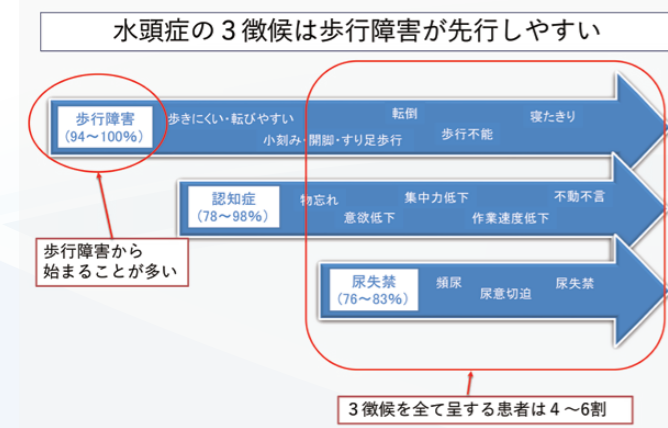 水頭症の3徴候は歩行障害が先行しやすい
歩行障害
(94～100%)
歩きにくい・転びやすい
小刻み・開脚・すり足歩行
転倒
歩行不能
寝たきり
認知症
(78～98%)
物忘れ
意欲低下
集中力低下
作業速度低下
不動不言
歩行障害から
始まることが多い
尿失禁
(76～83%)
頻尿
尿意切迫
尿失禁
3徴候を全て呈する患者は4～6割